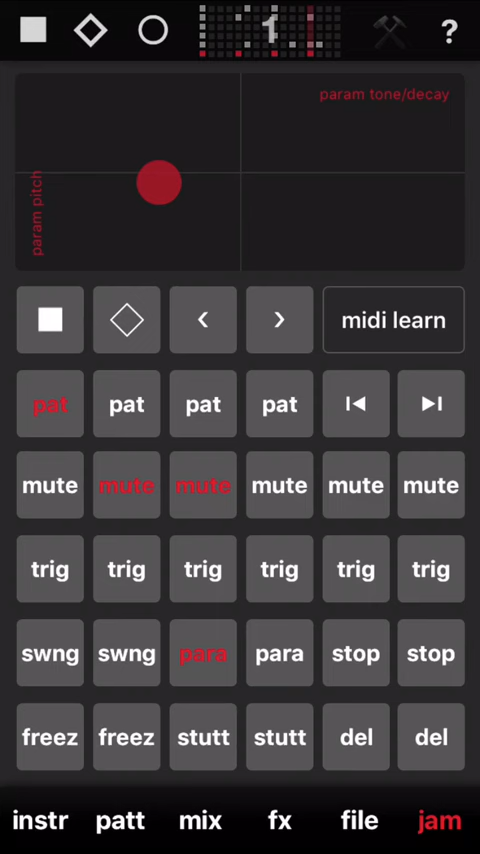 1 ?
param tone/decay
param pitch
‹ › midi learn
pat pat pat pat
mute mute mute mute mute mute
trig trig trig trig trig trig
swng swng para para stop stop
freez freez stutt stutt del del
instr patt mix fx file jam